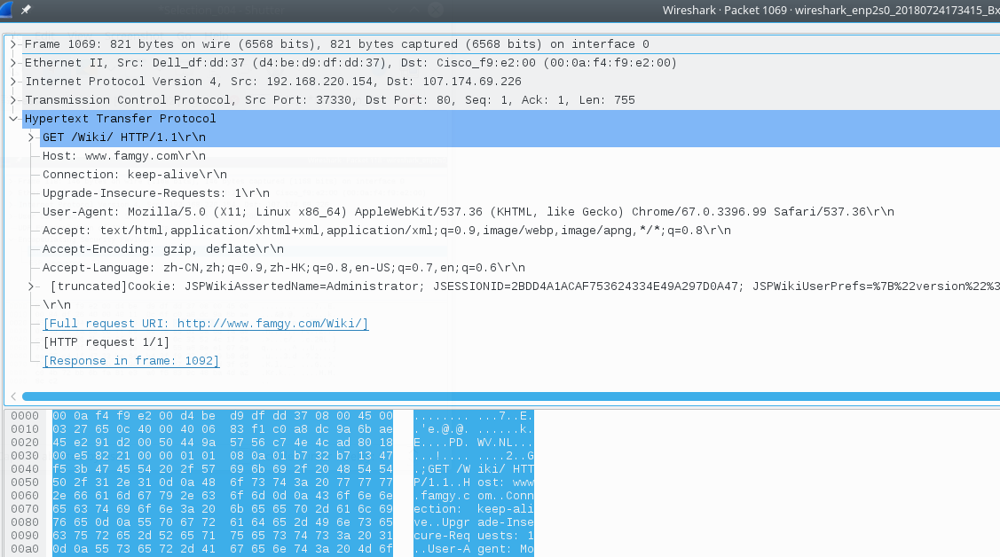 Wireshark · Packet 1069 · wireshark_enp2s0_20180724173415_Bx
Frame 1069: 821 bytes on wire (6568 bits), 821 bytes captured (6568 bits) on interface 0
Ethernet II, Src: Dell_df:dd:37 (d4:be:d9:df:dd:37), Dst: Cisco_f9:e2:00 (00:0a:f4:f9:e2:00)
Internet Protocol Version 4, Src: 192.168.220.154, Dst: 107.174.69.226
Transmission Control Protocol, Src Port: 37330, Dst Port: 80, Seq: 1, Ack: 1, Len: 755
Hypertext Transfer Protocol
GET /Wiki/ HTTP/1.1\r\n
Host: www.famgy.com\r\n
Connection: keep-alive\r\n
Upgrade-Insecure-Requests: 1\r\n
User-Agent: Mozilla/5.0 (X11; Linux x86_64) AppleWebKit/537.36 (KHTML, like Gecko) Chrome/67.0.3396.99 Safari/537.36\r\n
Accept: text/html,application/xhtml+xml,application/xml;q=0.9,image/webp,image/apng,*/*;q=0.8\r\n
Accept-Encoding: gzip, deflate\r\n
Accept-Language: zh-CN,zh;q=0.9,zh-HK;q=0.8,en-US;q=0.7,en;q=0.6\r\n
[truncated]Cookie: JSPWikiAssertedName=Administrator; JSESSIONID=2BDD4A1ACAF753624334E49A297D0A47; JSPWikiUserPrefs=%7B%22version%22%3
\r\n
[Full request URI: http://www.famgy.com/Wiki/]
[HTTP request 1/1]
[Response in frame: 1092]
0000 00 0a f4 f9 e2 00 d4 be d9 df dd 37 08 00 45 00 ........ ...7..E.
0010 03 27 65 0c 40 00 40 06 83 f1 c0 a8 dc 9a 6b ae .'e.@.@. ......k.
0020 45 e2 91 d2 00 50 44 9a 57 56 c7 4e 4c ad 80 18 E....PD. WV.NL...
0030 00 e5 82 21 00 00 01 01 08 0a 01 b7 32 b7 13 47 ...!.... ....2..G
0040 f5 3b 47 45 54 20 2f 57 69 6b 69 2f 20 48 54 54 .;GET /W iki/ HTT
0050 50 2f 31 2e 31 0d 0a 48 6f 73 74 3a 20 77 77 77 P/1.1..H ost: www
0060 2e 66 61 6d 67 79 2e 63 6f 6d 0d 0a 43 6f 6e 6e .famgy.c om..Conn
0070 65 63 74 69 6f 6e 3a 20 6b 65 65 70 2d 61 6c 69 ection: keep-ali
0080 76 65 0d 0a 55 70 67 72 61 64 65 2d 49 6e 73 65 ve..Upgr ade-Inse
0090 63 75 72 65 2d 52 65 71 75 65 73 74 73 3a 20 31 cure-Req uests: 1
00a0 0d 0a 55 73 65 72 2d 41 67 65 6e 74 3a 20 4d 6f ..User-A gent: Mo